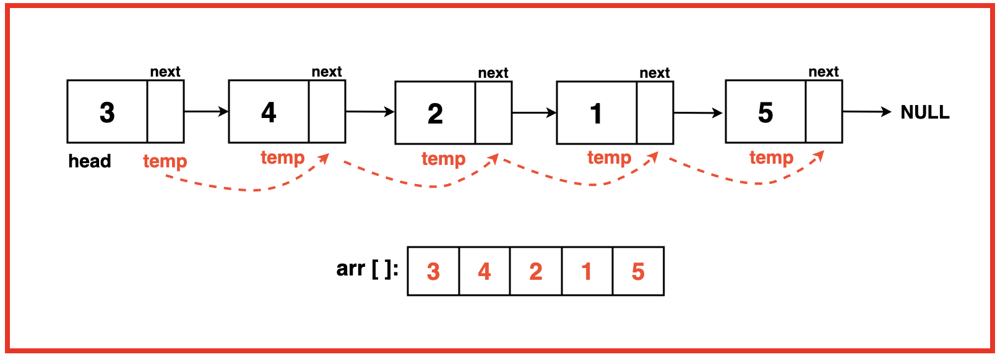 next next next next next
3 4 2 1 5 NULL
head temp temp temp temp temp
arr [ ]: 3 4 2 1 5